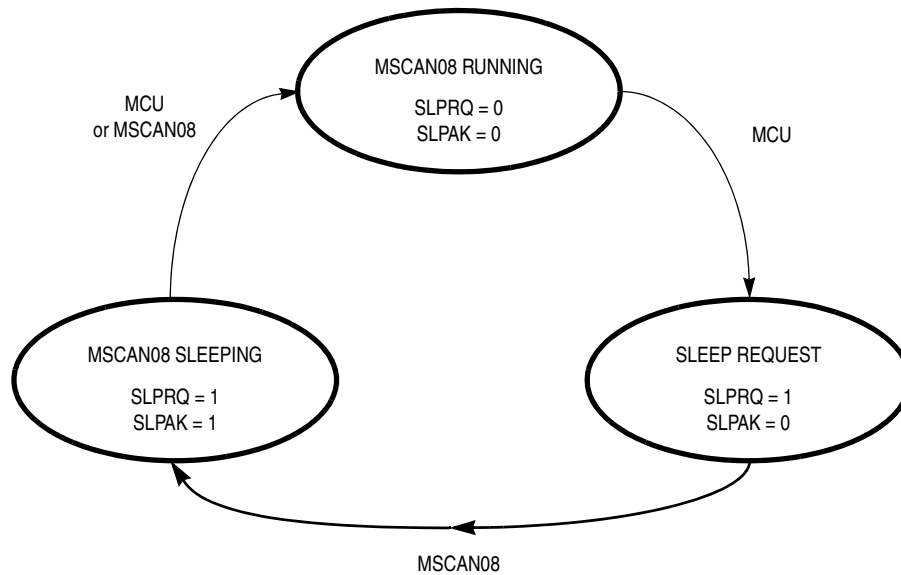 MSCAN08 RUNNING
SLPRQ = 0
SLPAK = 0
MCU
or MSCAN08
MCU
MSCAN08 SLEEPING
SLPRQ = 1
SLPAK = 1
SLEEP REQUEST
SLPRQ = 1
SLPAK = 0
MSCAN08